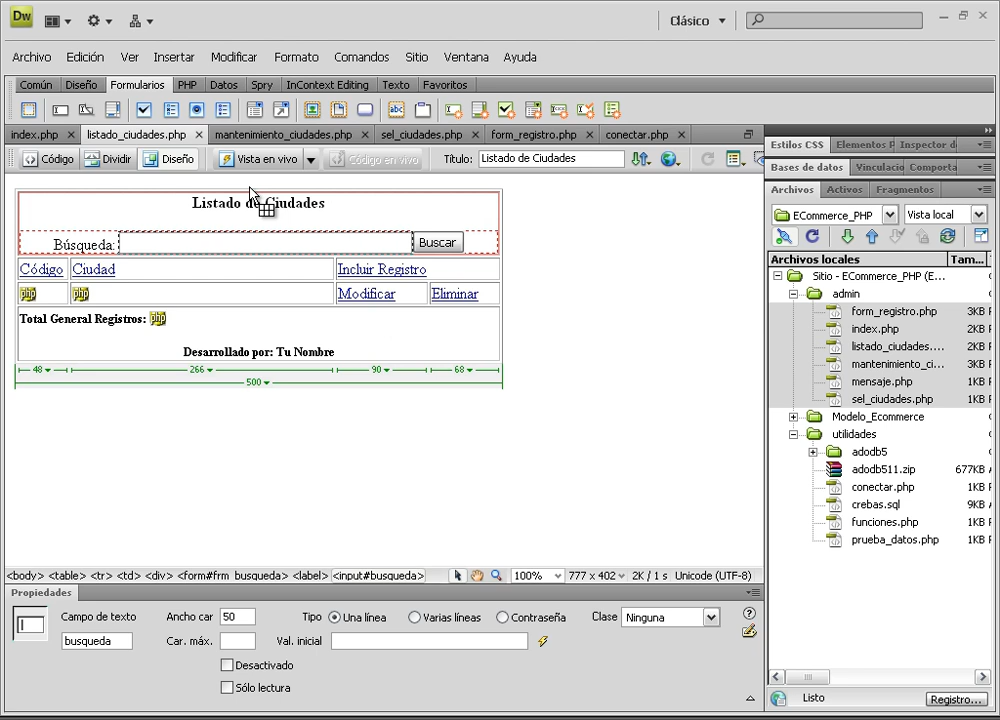 Dw
Clásico
Archivo Edición Ver Insertar Modificar Formato Comandos Sitio Ventana Ayuda
Común Diseño Formularios PHP Datos Spry InContext Editing Texto Favoritos
abc
index.php listado_ciudades.php mantenimiento_ciudades.php sel_ciudades.php form_registro.php conectar.php
Código Dividir Diseño Vista en vivo Código en vivo Título: Listado de Ciudades
Listado de Ciudades
Búsqueda: Buscar
Código Ciudad Incluir Registro
php php Modificar Eliminar
Total General Registros: php
Desarrollado por: Tu Nombre
48 266 90 68
500
<body> <table> <tr> <td> <div> <form#frm_busqueda> <label> <input#busqueda>
100% 777 x 402 2K / 1 s Unicode (UTF-8)
Propiedades
Campo de texto Ancho car 50 Tipo Una línea Varias líneas Contraseña Clase Ninguna
busqueda Car. máx. Val. inicial
Desactivado
Sólo lectura
Estilos CSS Elementos P Inspector d
Bases de datos Vinculacio Comporta
Archivos Activos Fragmentos
ECommerce_PHP Vista local
Archivos locales Tam...
Sitio - ECommerce_PHP (E...
admin
form_registro.php 3KB
index.php 2KB
listado_ciudades.... 2KB
mantenimiento_ci... 3KB
mensaje.php 1KB
sel_ciudades.php 1KB
Modelo_Ecommerce
utilidades
adodb5
adodb511.zip 677KB
conectar.php 1KB
crebas.sql 9KB
funciones.php 1KB
prueba_datos.php 1KB
Listo Registro...